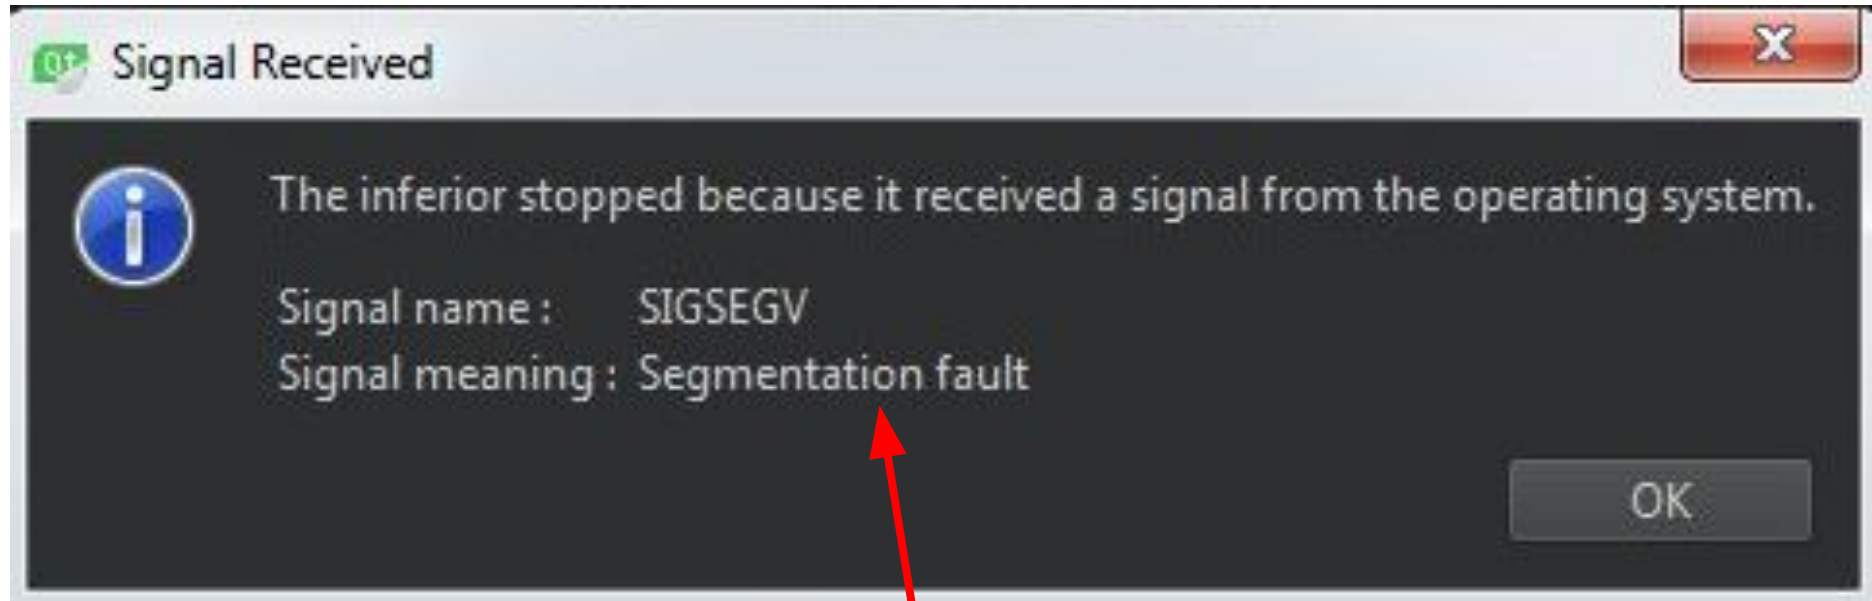 Qt Signal Received
The inferior stopped because it received a signal from the operating system.
Signal name : SIGSEGV
Signal meaning : Segmentation fault
OK